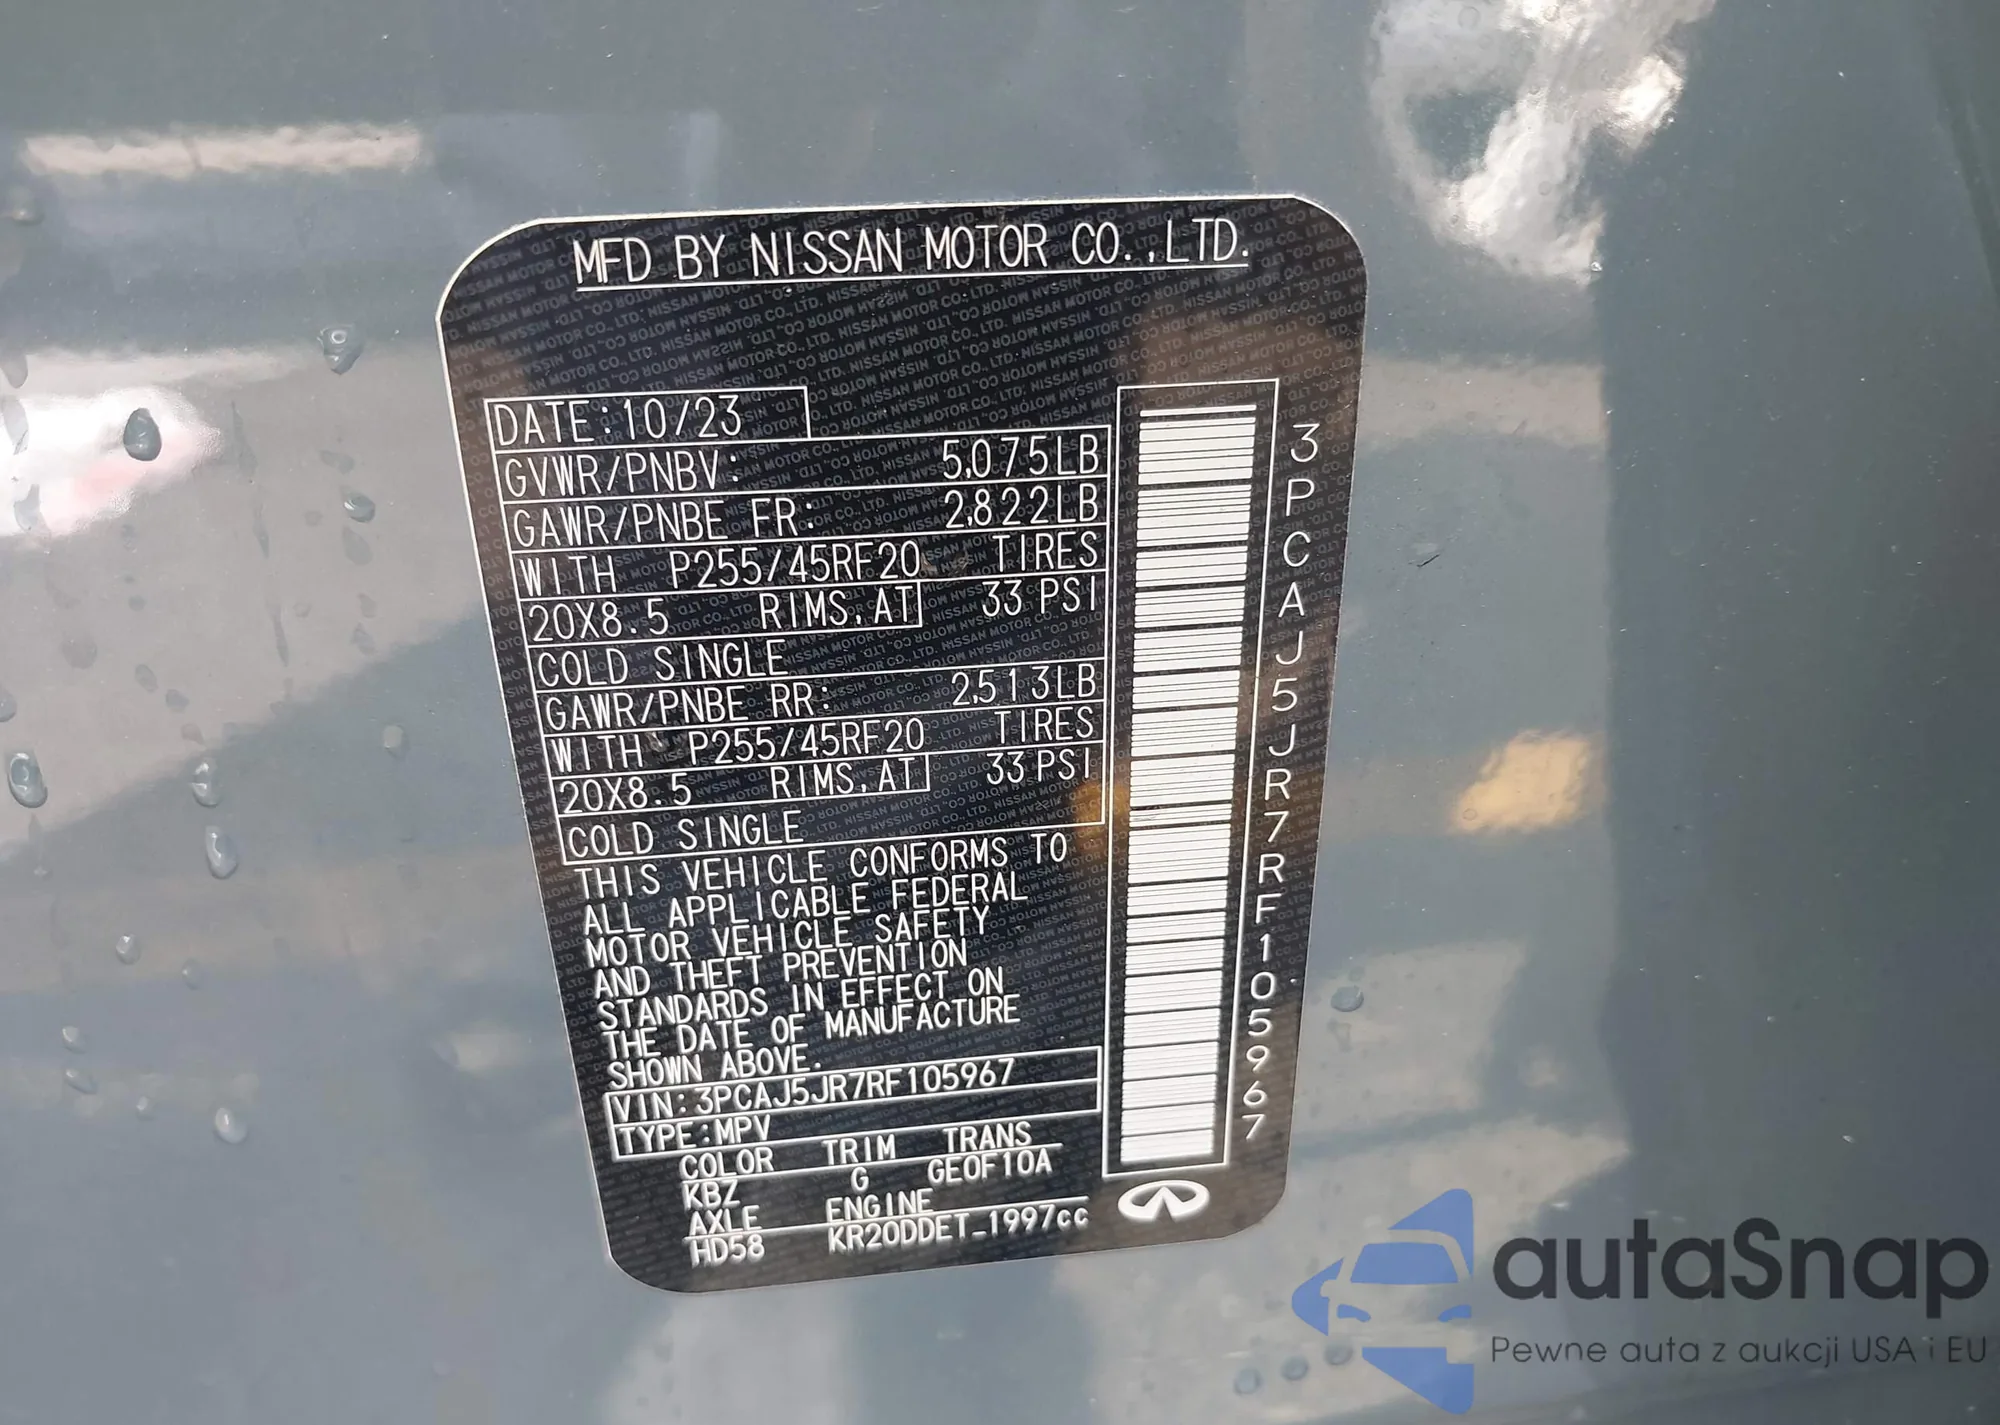 MFD BY NISSAN MOTOR CO.,LTD.
DATE:10/23
GVWR/PNBV: 5,075LB
GAWR/PNBE FR: 2,822LB
WITH P255/45RF20 TIRES
20X8.5 RIMS,AT 33 PSI
COLD SINGLE
GAWR/PNBE RR: 2,513LB
WITH P255/45RF20 TIRES
20X8.5 RIMS,AT 33 PSI
COLD SINGLE
THIS VEHICLE CONFORMS TO
ALL APPLICABLE FEDERAL
MOTOR VEHICLE SAFETY
AND THEFT PREVENTION
STANDARDS IN EFFECT ON
THE DATE OF MANUFACTURE
SHOWN ABOVE.
VIN:3PCAJ5JR7RF105967
TYPE:MPV
COLOR TRIM TRANS
KBZ G GEOF10A
AXLE ENGINE
HD58 KR20DDET_1997cc
3PCAJ5JR7RF105967
autaSnap
Pewne auta z aukcji USA i EU